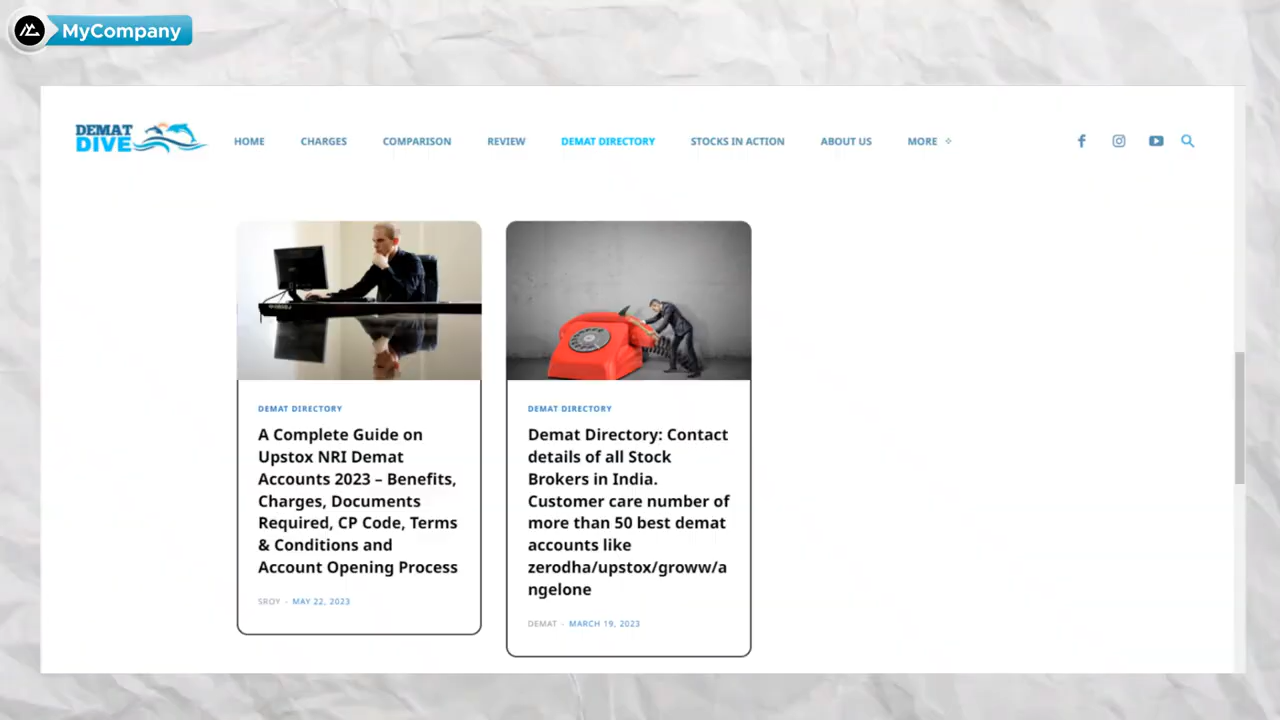 MyCompany
DEMAT
DIVE
HOME
CHARGES
COMPARISON
REVIEW
DEMAT DIRECTORY
STOCKS IN ACTION
ABOUT US
MORE
DEMAT DIRECTORY
A Complete Guide on
Upstox NRI Demat
Accounts 2023 – Benefits,
Charges, Documents
Required, CP Code, Terms
& Conditions and
Account Opening Process
SROY - MAY 22, 2023
DEMAT DIRECTORY
Demat Directory: Contact
details of all Stock
Brokers in India.
Customer care number of
more than 50 best demat
accounts like
zerodha/upstox/groww/a
ngelone
DEMAT - MARCH 19, 2023